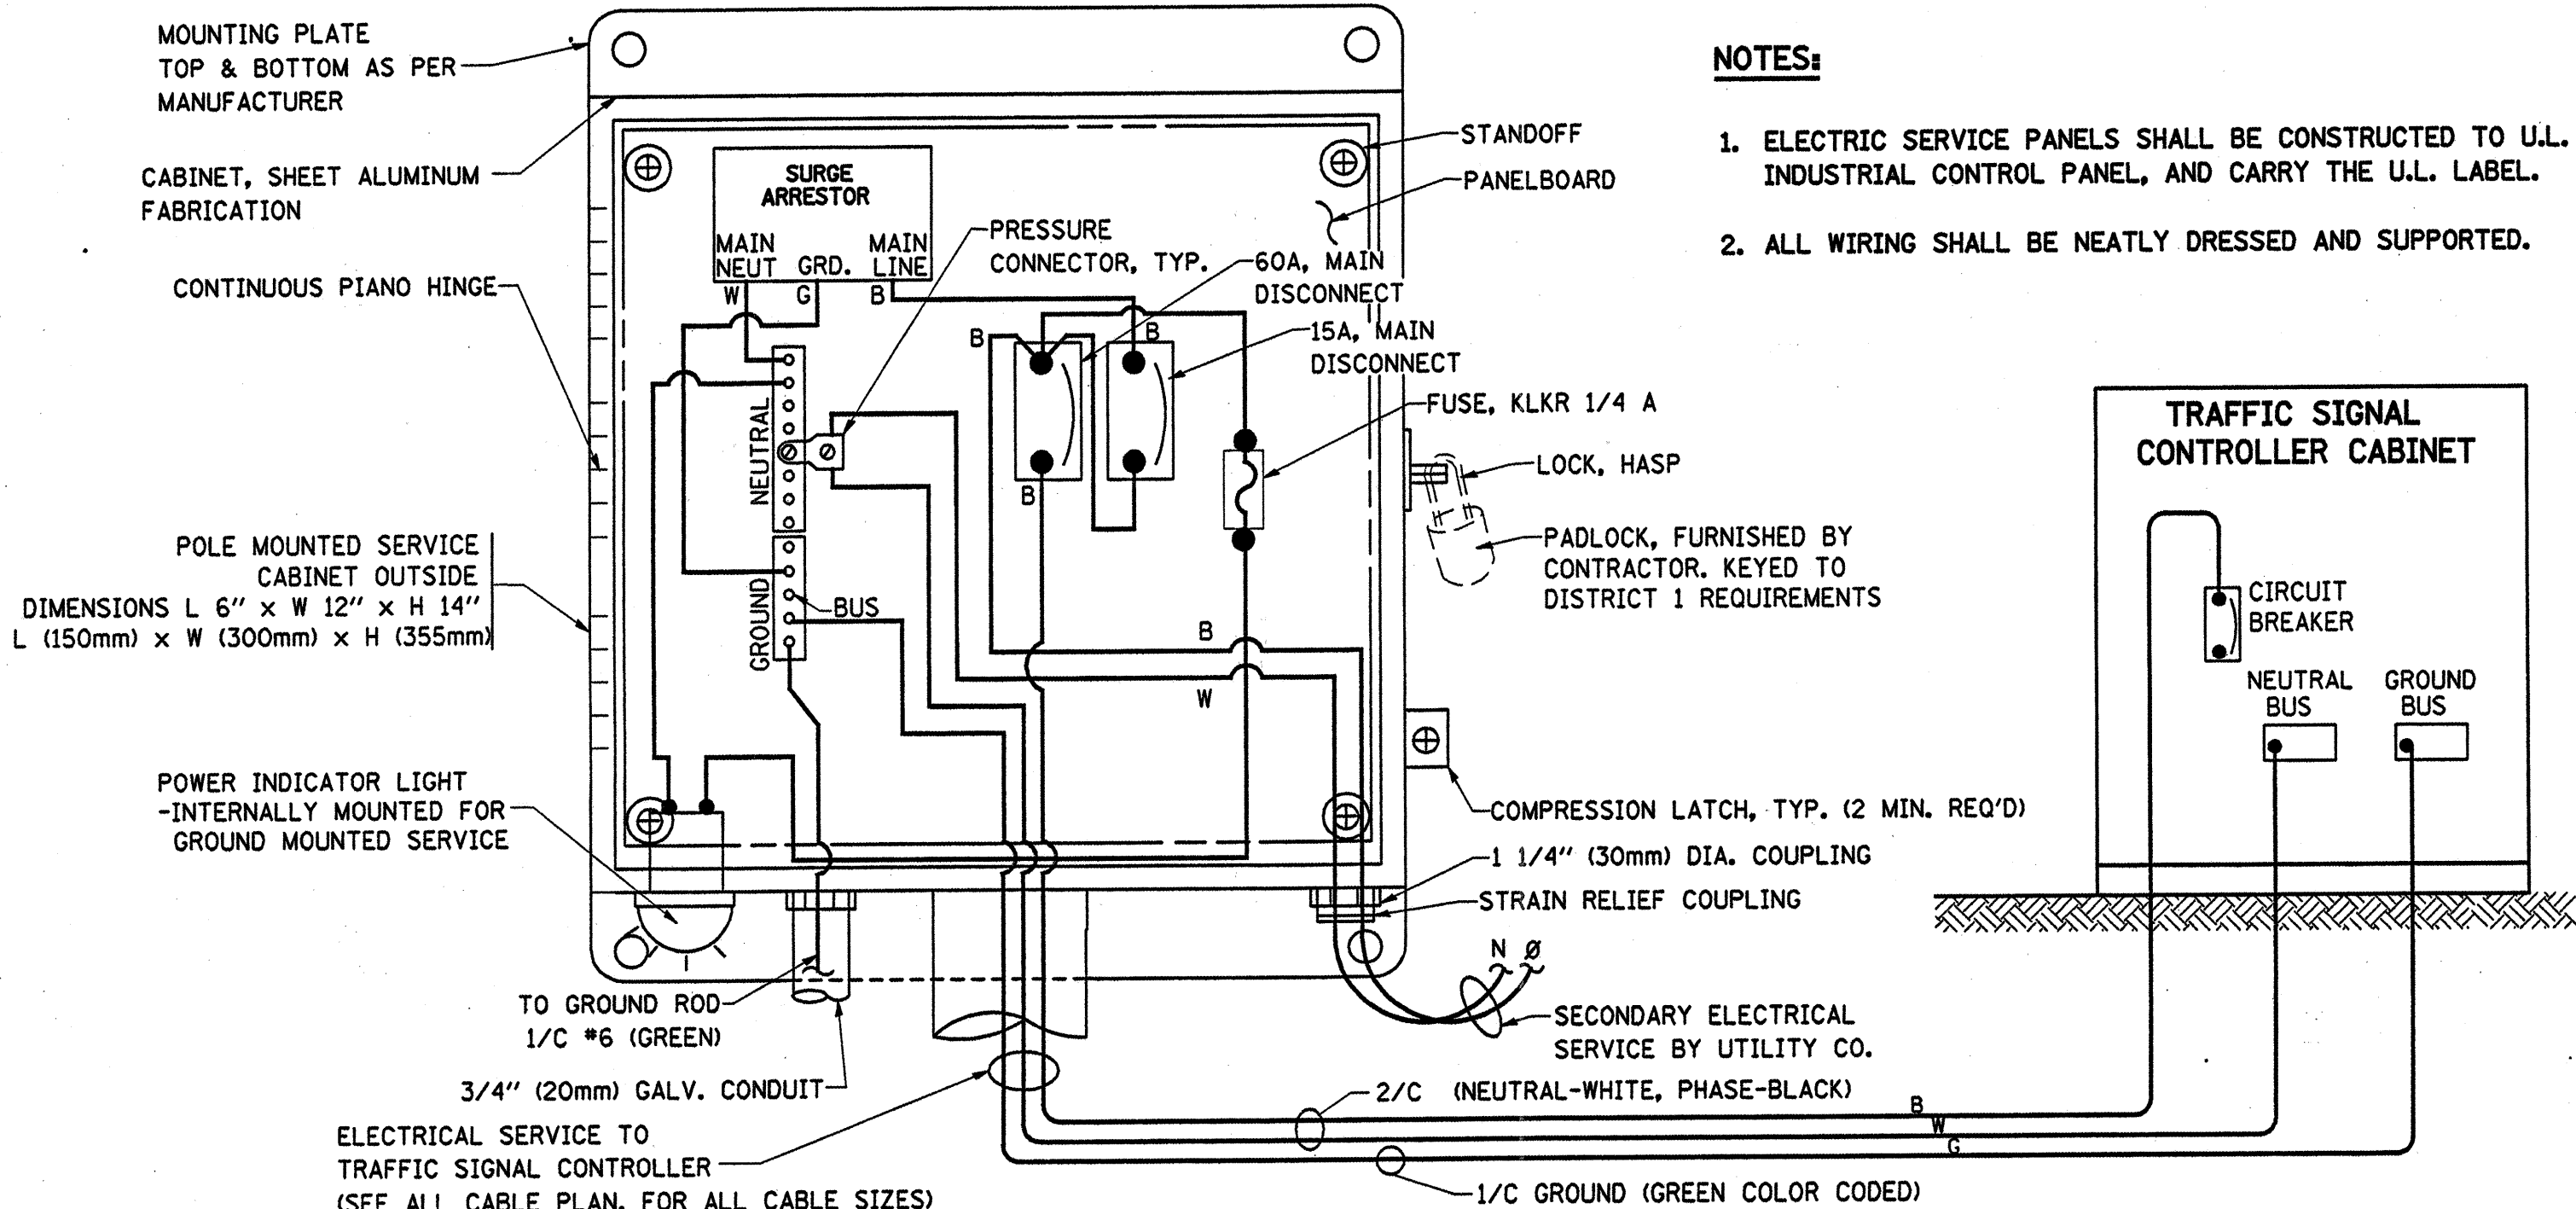 MOUNTING PLATE
TOP & BOTTOM AS PER
MANUFACTURER
CABINET, SHEET ALUMINUM
FABRICATION
CONTINUOUS PIANO HINGE
POLE MOUNTED SERVICE
CABINET OUTSIDE
DIMENSIONS L 6" x W 12" x H 14"
L (150mm) x W (300mm) x H (355mm)
POWER INDICATOR LIGHT
-INTERNALLY MOUNTED FOR
GROUND MOUNTED SERVICE
TO GROUND ROD
1/C #6 (GREEN)
3/4" (20mm) GALV. CONDUIT
ELECTRICAL SERVICE TO
TRAFFIC SIGNAL CONTROLLER
(SEE ALL CABLE PLAN. FOR ALL CABLE SIZES)
SURGE
ARRESTOR
MAIN
NEUT
GRD.
MAIN
LINE
W
G
B
PRESSURE
CONNECTOR, TYP.
60A, MAIN
DISCONNECT
15A, MAIN
DISCONNECT
B
B
B
NEUTRAL
GROUND
BUS
B
W
STANDOFF
PANELBOARD
FUSE, KLKR 1/4 A
LOCK, HASP
PADLOCK, FURNISHED BY
CONTRACTOR. KEYED TO
DISTRICT 1 REQUIREMENTS
COMPRESSION LATCH, TYP. (2 MIN. REQ'D)
1 1/4" (30mm) DIA. COUPLING
STRAIN RELIEF COUPLING
N Ø
SECONDARY ELECTRICAL
SERVICE BY UTILITY CO.
2/C (NEUTRAL-WHITE, PHASE-BLACK)
B
W
G
1/C GROUND (GREEN COLOR CODED)
NOTES:
1. ELECTRIC SERVICE PANELS SHALL BE CONSTRUCTED TO U.L.
INDUSTRIAL CONTROL PANEL, AND CARRY THE U.L. LABEL.
2. ALL WIRING SHALL BE NEATLY DRESSED AND SUPPORTED.
TRAFFIC SIGNAL
CONTROLLER CABINET
CIRCUIT
BREAKER
NEUTRAL
BUS
GROUND
BUS